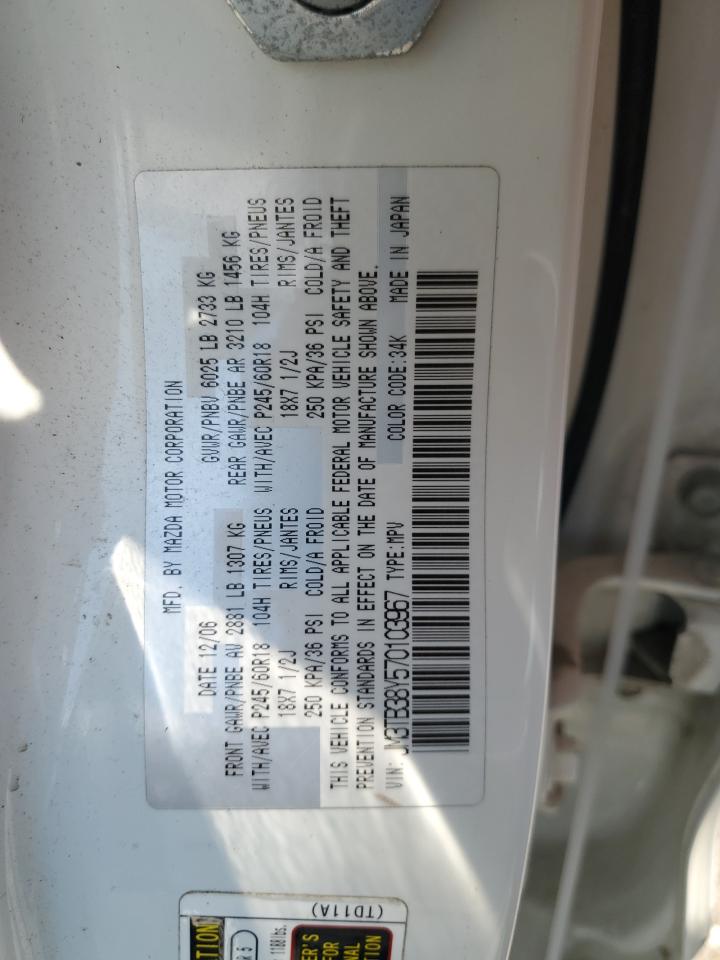 MFD. BY MAZDA MOTOR CORPORATION
DATE 12/06 GVWR/PNBV 6025 LB 2733 KG
FRONT GAWR/PNBE AV 2881 LB 1307 KG REAR GAWR/PNBE AR 3210 LB 1456 KG
WITH/AVEC P245/60R18 104H TIRES/PNEUS WITH/AVEC P245/60R18 104H TIRES/PNEUS
18X7 1/2J RIMS/JANTES 18X7 1/2J RIMS/JANTES
250 KPA/36 PSI COLD/A FROID 250 KPA/36 PSI COLD/A FROID
THIS VEHICLE CONFORMS TO ALL APPLICABLE FEDERAL MOTOR VEHICLE SAFETY AND THEFT
PREVENTION STANDARDS IN EFFECT ON THE DATE OF MANUFACTURE SHOWN ABOVE.
VIN: JM3TB38Y570103967 TYPE:MPV COLOR CODE:34K MADE IN JAPAN
(TD11A)
1188 lbs.